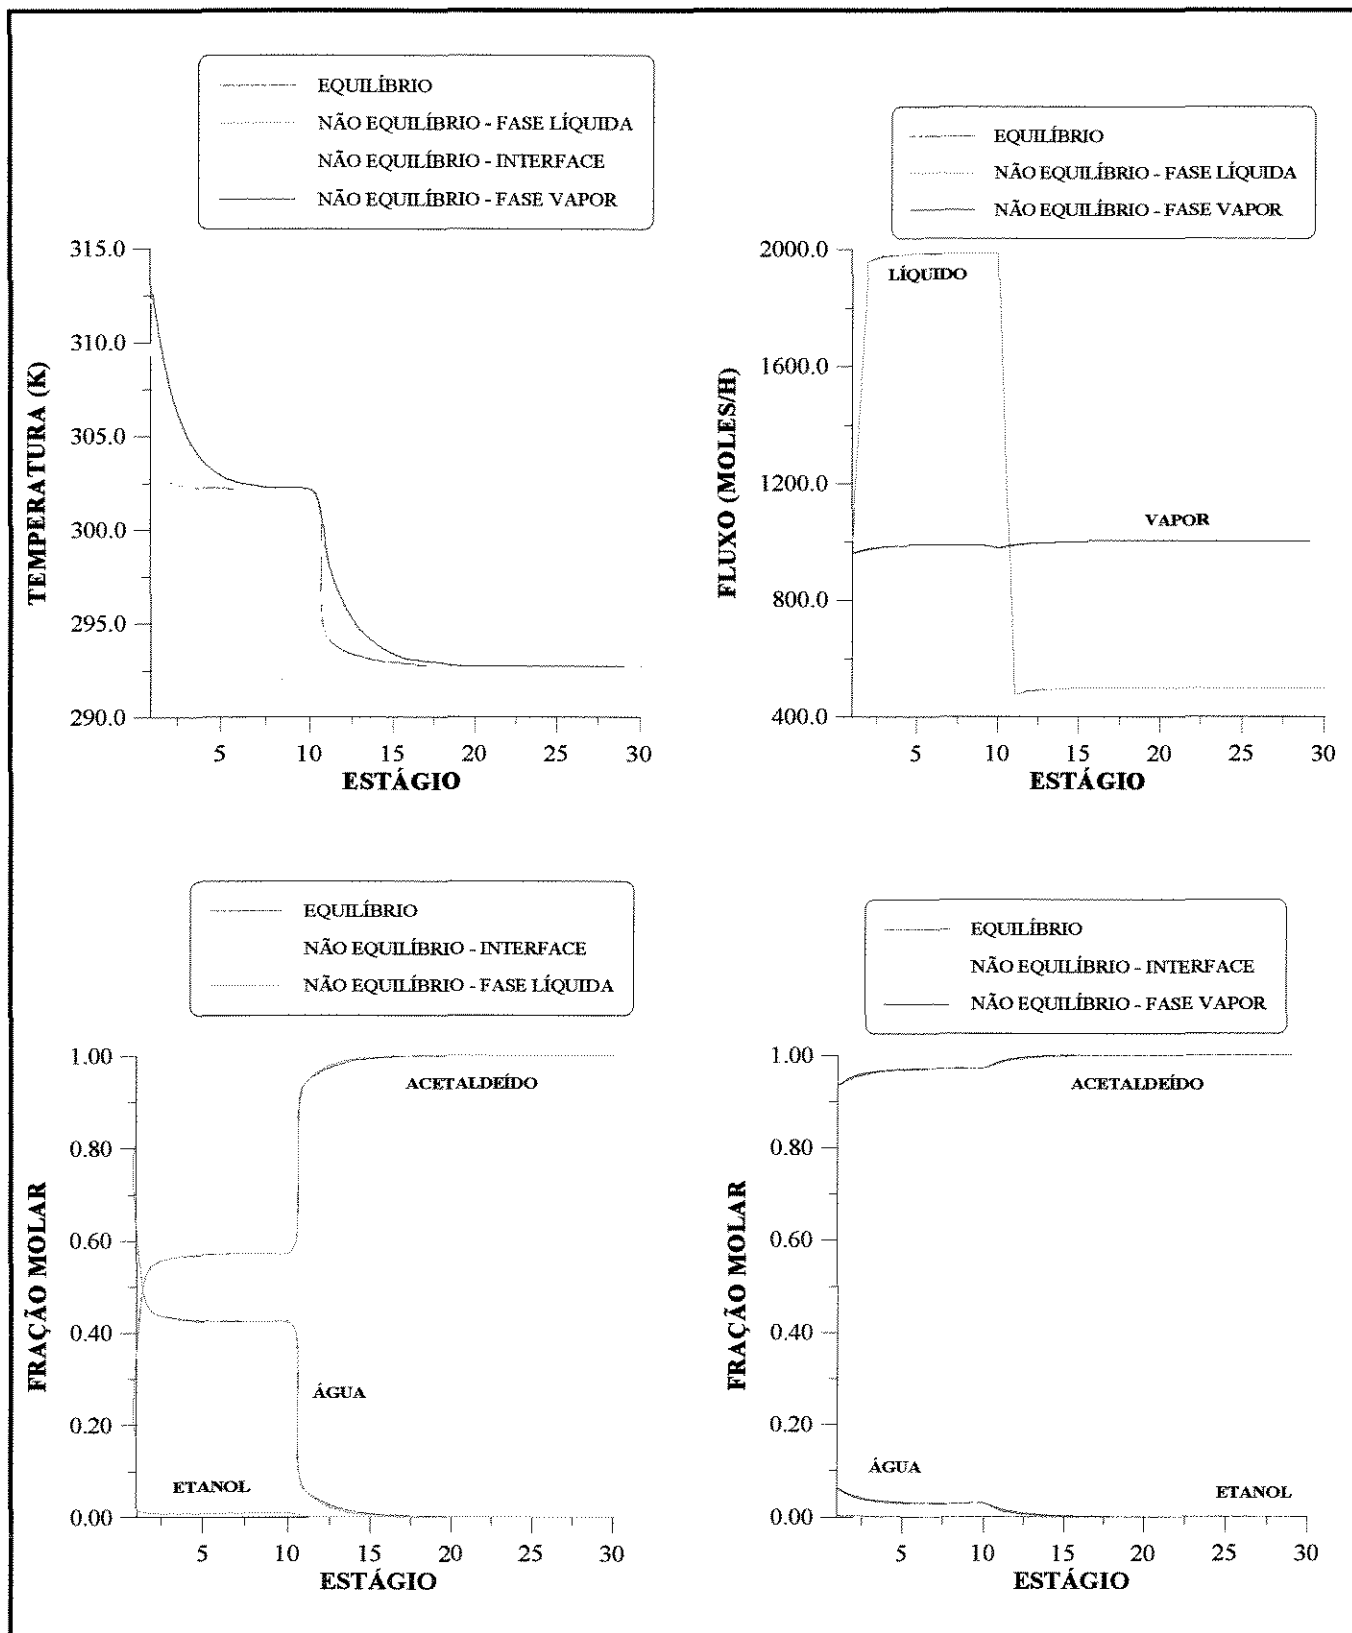 EQUILÍBRIO
NÃO EQUILÍBRIO - FASE LÍQUIDA
NÃO EQUILÍBRIO - INTERFACE
NÃO EQUILÍBRIO - FASE VAPOR
315.0
310.0
305.0
300.0
295.0
290.0
TEMPERATURA (K)
5 10 15 20 25 30
ESTÁGIO
EQUILÍBRIO
NÃO EQUILÍBRIO - FASE LÍQUIDA
NÃO EQUILÍBRIO - FASE VAPOR
2000.0
1600.0
1200.0
800.0
400.0
FLUXO (MOLES/H)
LÍQUIDO
VAPOR
5 10 15 20 25 30
ESTÁGIO
EQUILÍBRIO
NÃO EQUILÍBRIO - INTERFACE
NÃO EQUILÍBRIO - FASE LÍQUIDA
1.00
0.80
0.60
0.40
0.20
0.00
FRAÇÃO MOLAR
ACETALDEÍDO
ÁGUA
ETANOL
5 10 15 20 25 30
ESTÁGIO
EQUILÍBRIO
NÃO EQUILÍBRIO - INTERFACE
NÃO EQUILÍBRIO - FASE VAPOR
1.00
0.80
0.60
0.40
0.20
0.00
FRAÇÃO MOLAR
ACETALDEÍDO
ÁGUA
ETANOL
5 10 15 20 25 30
ESTÁGIO